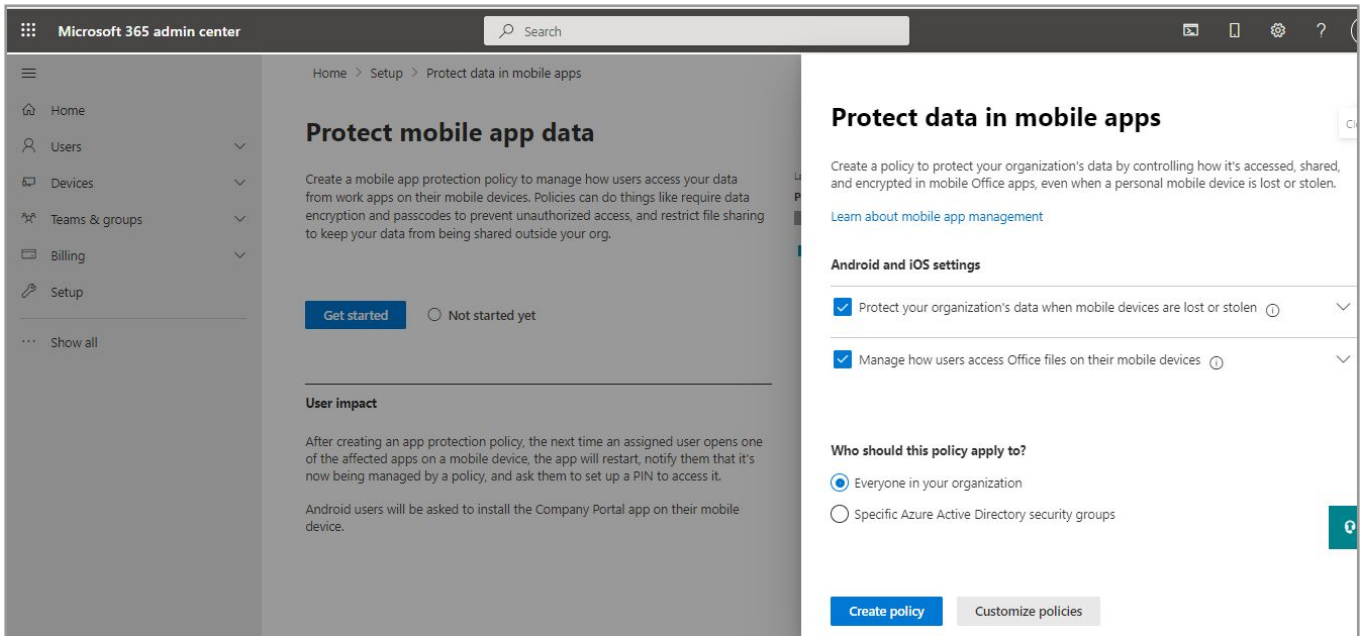 Microsoft 365 admin center
Search
?
Home > Setup > Protect data in mobile apps
Home
Users
Devices
Teams & groups
Billing
Setup
... Show all
Protect mobile app data
Create a mobile app protection policy to manage how users access your data
from work apps on their mobile devices. Policies can do things like require data
encryption and passcodes to prevent unauthorized access, and restrict file sharing
to keep your data from being shared outside your org.
Get started
Not started yet
User impact
After creating an app protection policy, the next time an assigned user opens one
of the affected apps on a mobile device, the app will restart, notify them that it's
now being managed by a policy, and ask them to set up a PIN to access it.
Android users will be asked to install the Company Portal app on their mobile
device.
Protect data in mobile apps
Create a policy to protect your organization's data by controlling how it's accessed, shared,
and encrypted in mobile Office apps, even when a personal mobile device is lost or stolen.
Learn about mobile app management
Android and iOS settings
Protect your organization's data when mobile devices are lost or stolen
Manage how users access Office files on their mobile devices
Who should this policy apply to?
Everyone in your organization
Specific Azure Active Directory security groups
Create policy
Customize policies